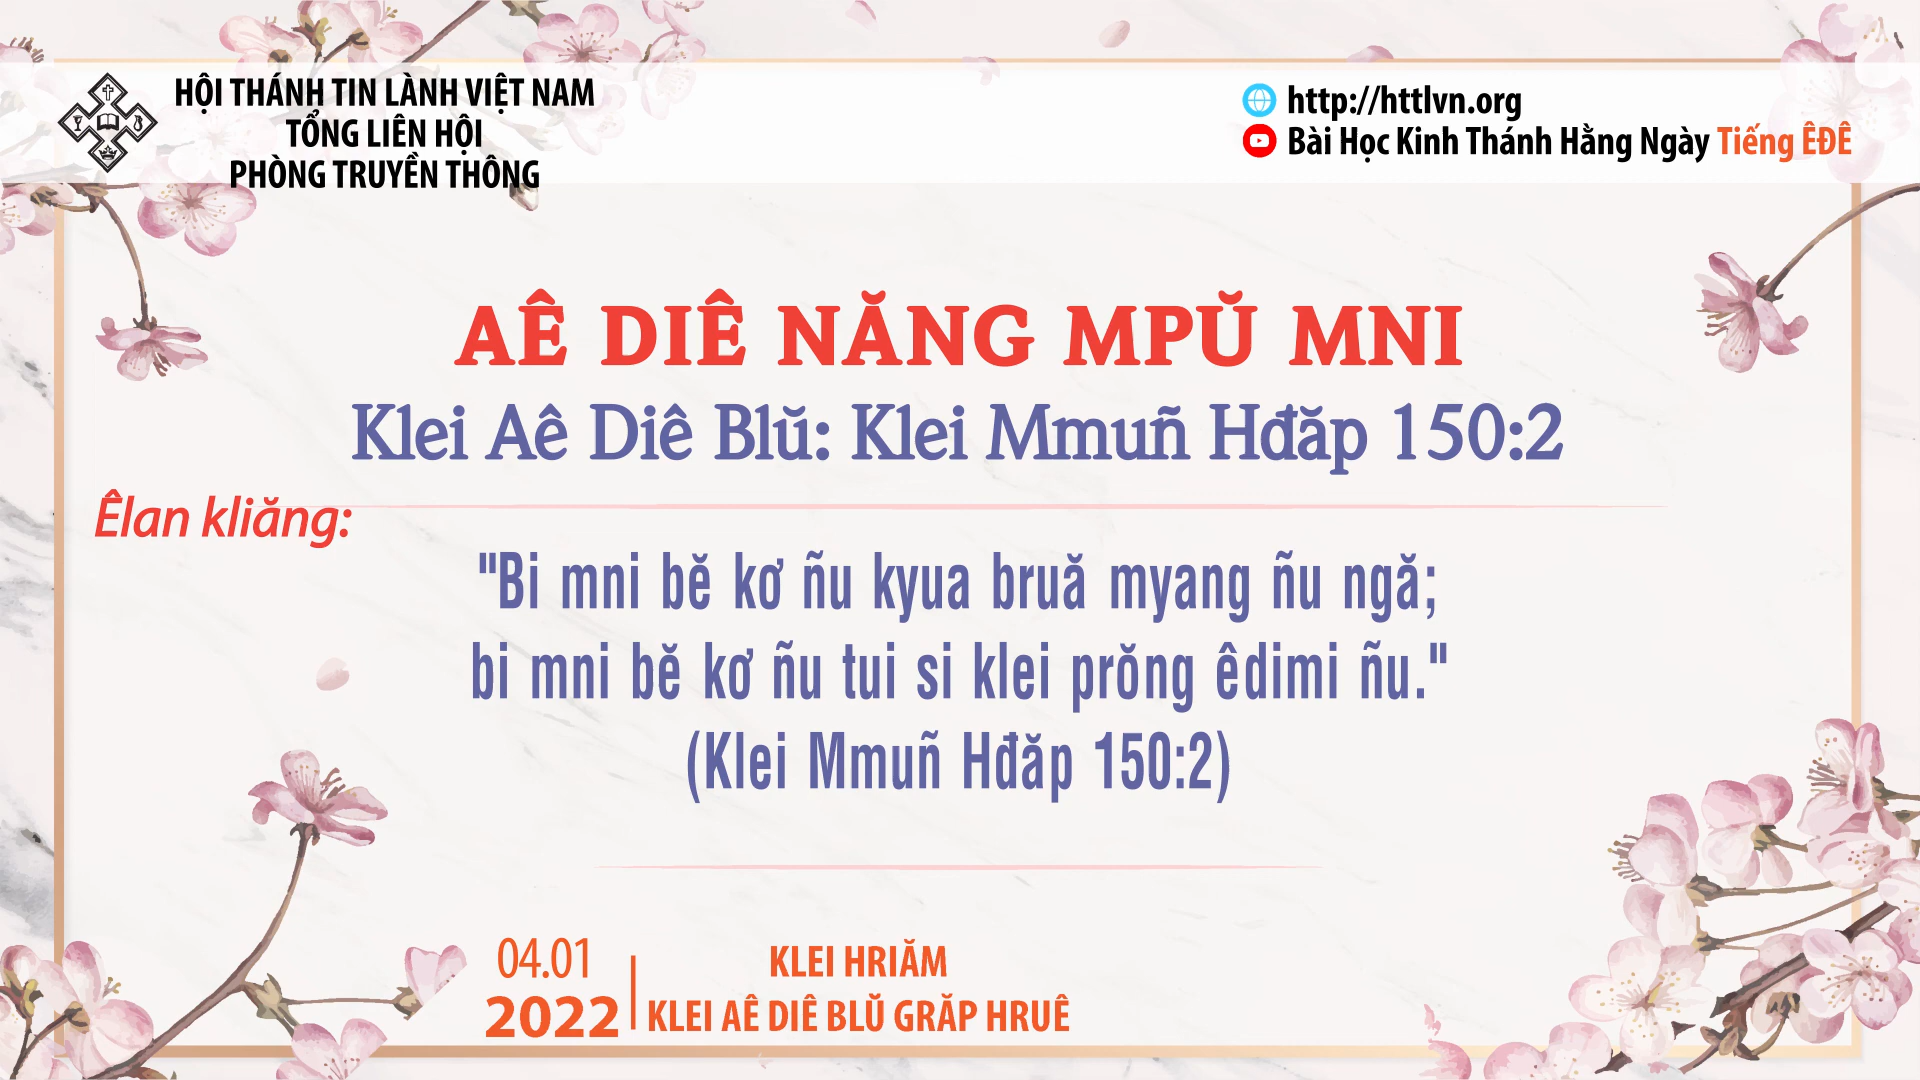 HỘI THÁNH TIN LÀNH VIỆT NAM
TỔNG LIÊN HỘI
PHÒNG TRUYỀN THÔNG
http://httlvn.org
Bài Học Kinh Thánh Hằng Ngày Tiếng ÊĐÊ
AÊ DIÊ NĂNG MPŬ MNI
Klei Aê Diê Blŭ: Klei Mmuñ Hđăp 150:2
Êlan kliăng:
"Bi mni bĕ kơ ñu kyua bruă myang ñu ngă;
bi mni bĕ kơ ñu tui si klei prŏng êdimi ñu."
(Klei Mmuñ Hđăp 150:2)
04.01
2022
KLEI HRIĂM
KLEI AÊ DIÊ BLŬ GRĂP HRUÊ